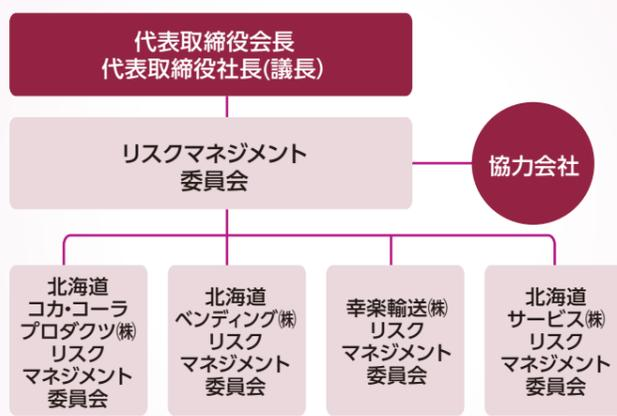 代表取締役会長
代表取締役社長(議長)
リスクマネジメント
委員会
協力会社
北海道
コカ・コーラ
プロダクツ㈱
リスク
マネジメント
委員会
北海道
ベンディング㈱
リスク
マネジメント
委員会
幸楽輸送㈱
リスク
マネジメント
委員会
北海道
サービス㈱
リスク
マネジメント
委員会